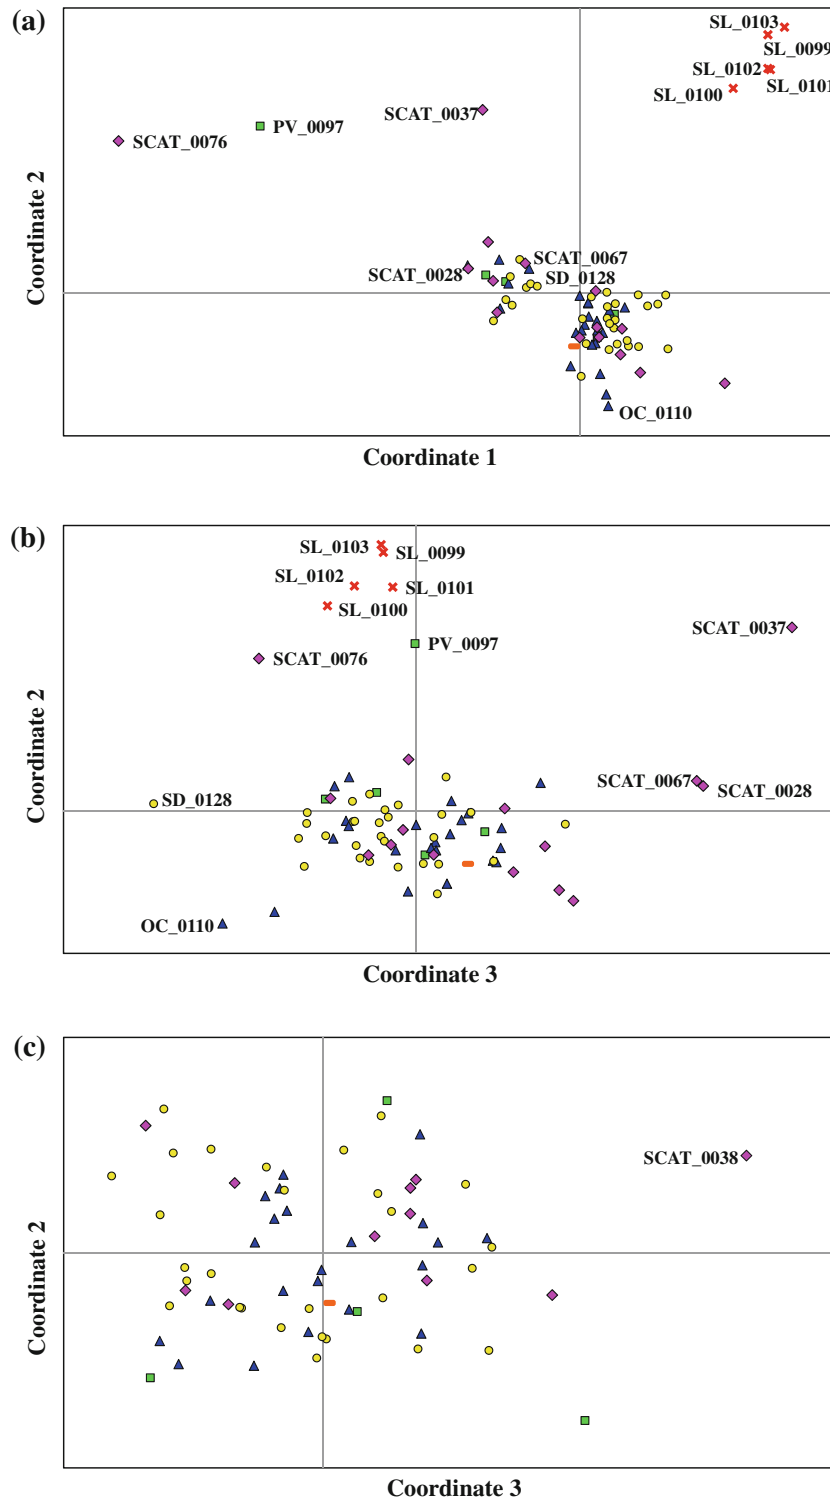 (a)
SL_0103
SL_0099
SL_0102
SL_0101
SL_0100
SCAT_0037
PV_0097
SCAT_0076
SCAT_0067
SCAT_0028
SD_0128
OC_0110
Coordinate 2
Coordinate 1
(b)
SL_0103
SL_0099
SL_0102
SL_0101
SL_0100
SCAT_0037
PV_0097
SCAT_0076
SCAT_0067
SCAT_0028
SD_0128
OC_0110
Coordinate 2
Coordinate 3
(c)
SCAT_0038
Coordinate 2
Coordinate 3